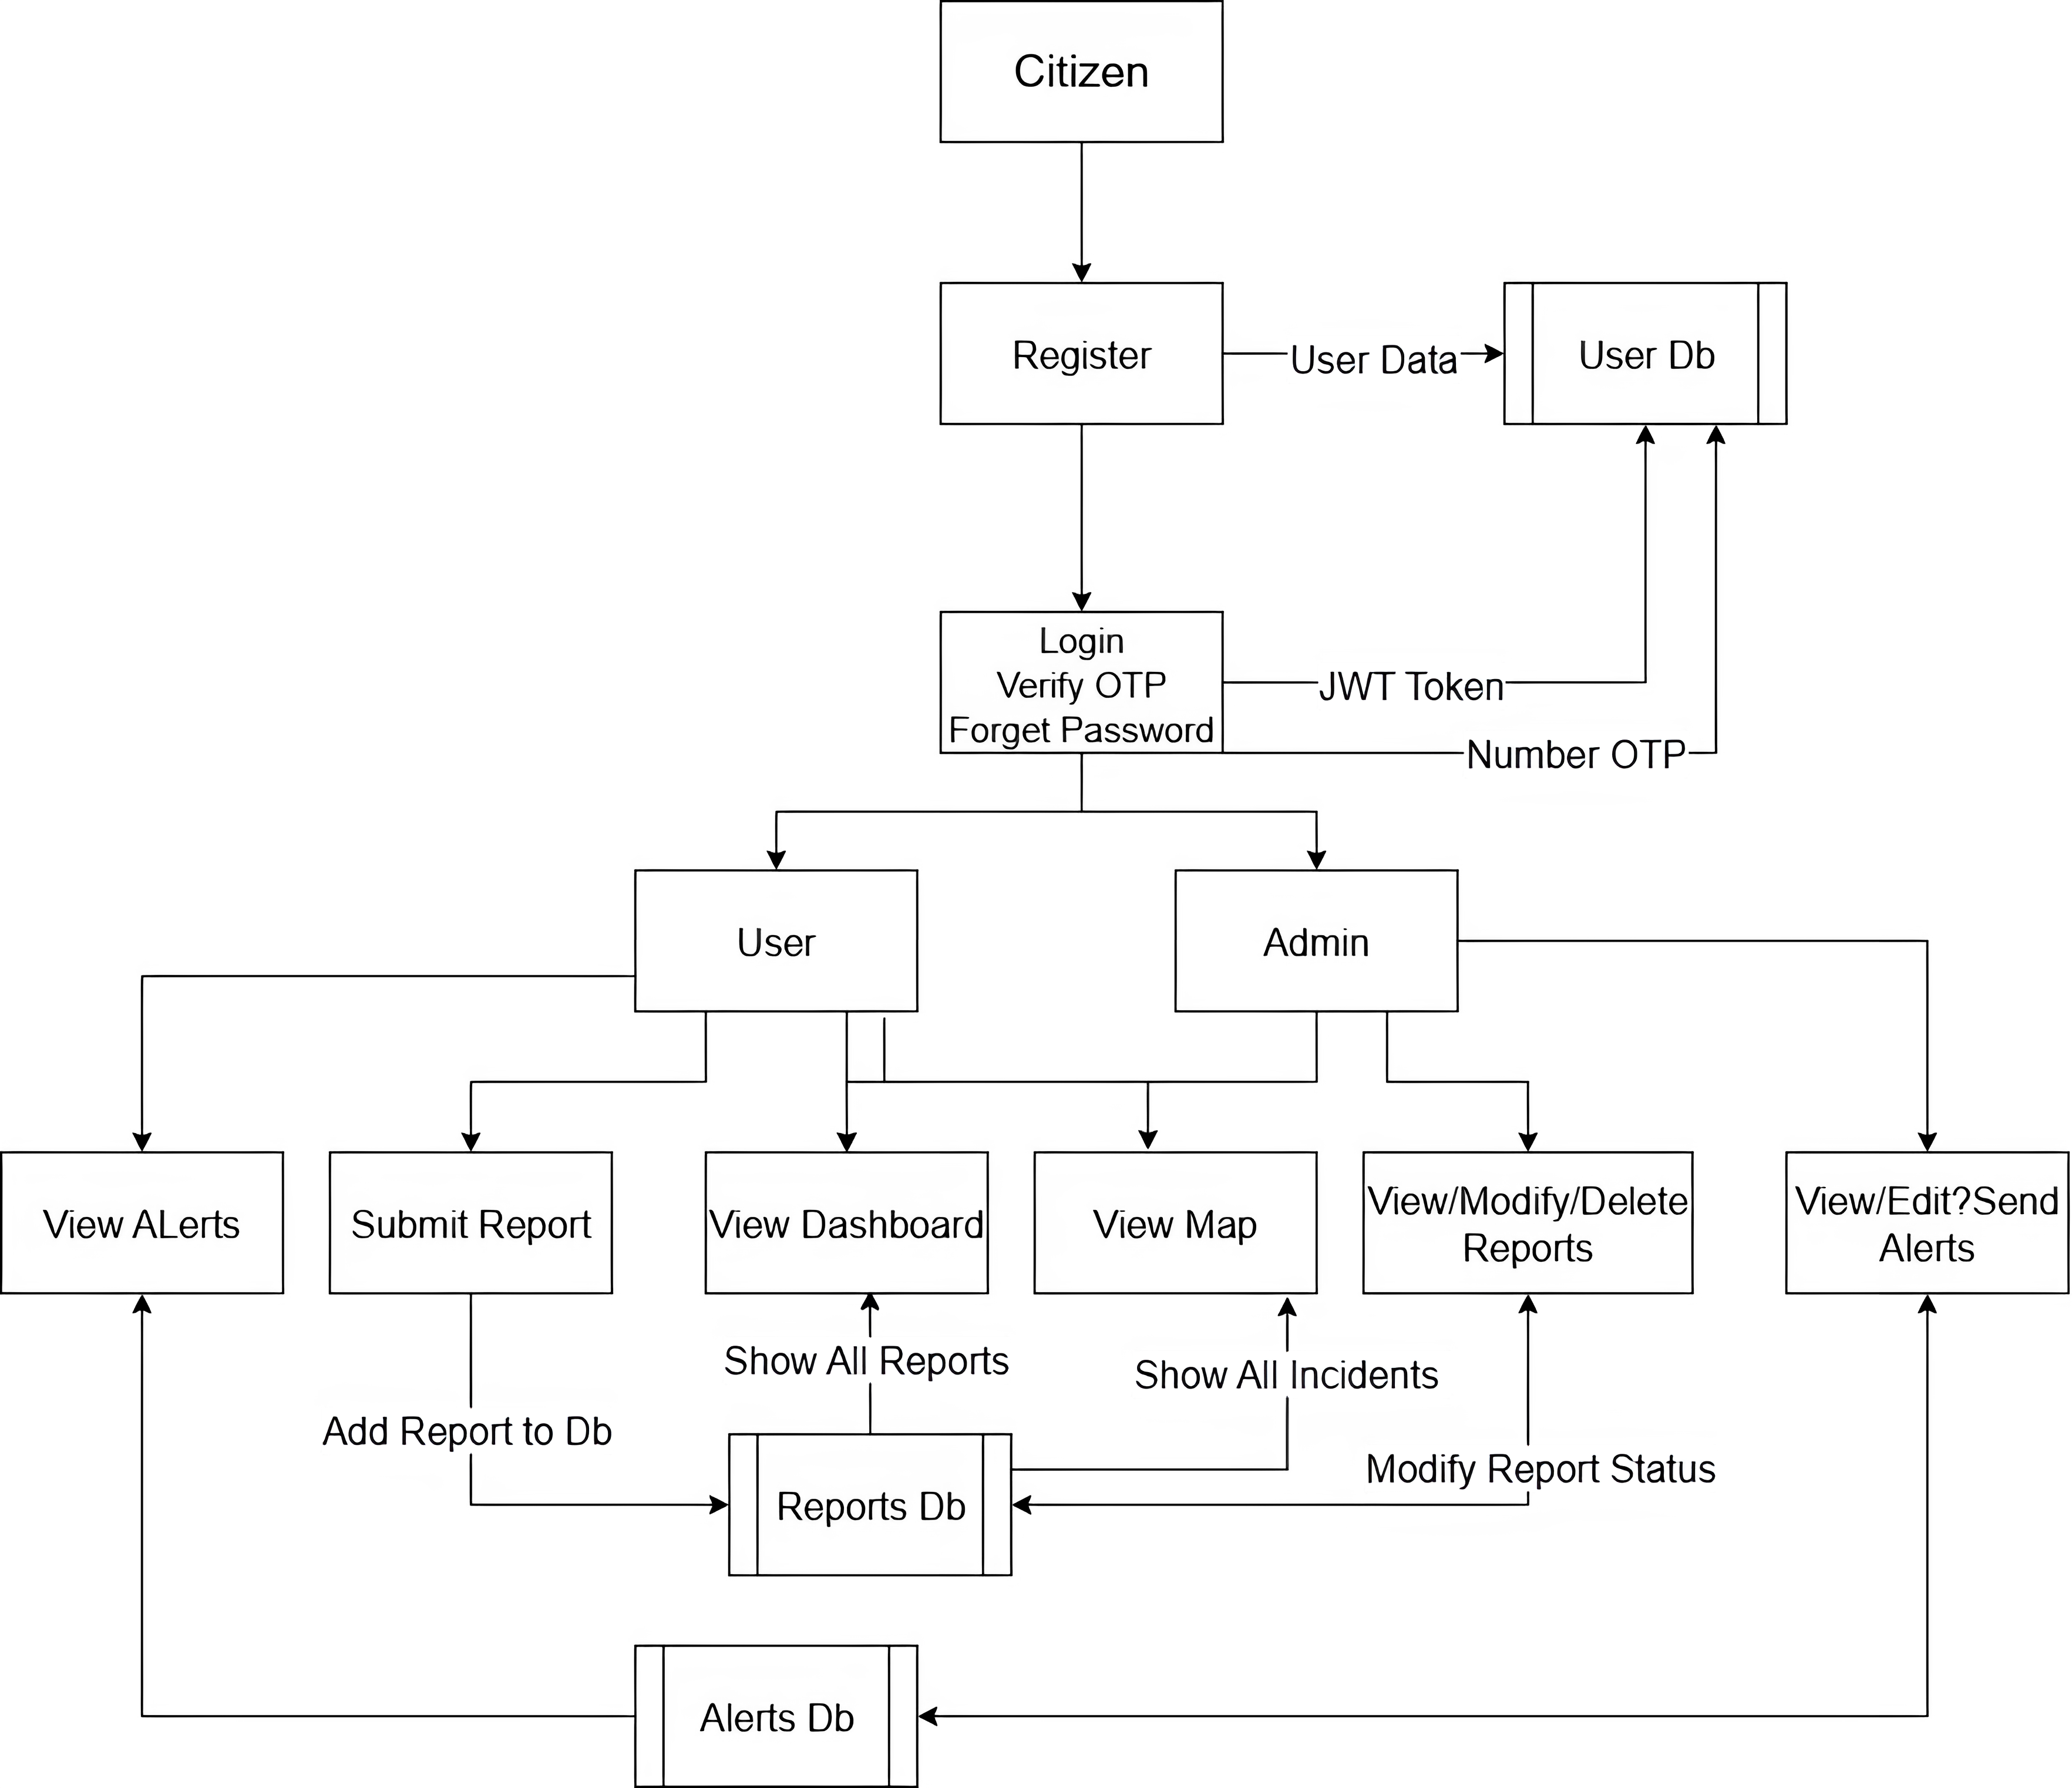 Citizen
Register
User Data
User Db
Login
Verify OTP
Forget Password
JWT Token
Number OTP
User
Admin
View ALerts
Submit Report
View Dashboard
View Map
View/Modify/Delete
Reports
View/Edit?Send
Alerts
Show All Reports
Show All Incidents
Add Report to Db
Modify Report Status
Reports Db
Alerts Db